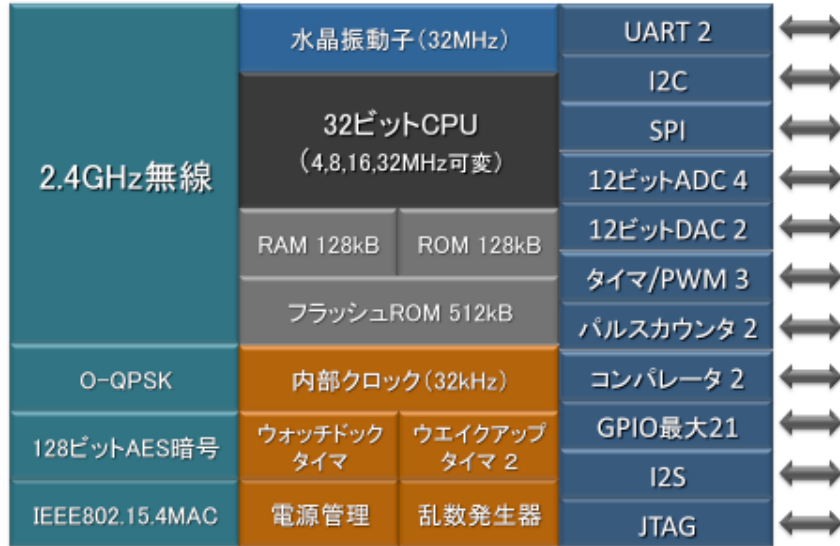 2.4GHz無線
O-QPSK
128ビットAES暗号
IEEE802.15.4MAC
水晶振動子(32MHz)
32ビットCPU
(4,8,16,32MHz可変)
RAM 128kB
ROM 128kB
フラッシュROM 512kB
内部クロック(32kHz)
ウォッチドック
タイマ
ウエイクアップ
タイマ 2
電源管理
乱数発生器
UART 2
I2C
SPI
12ビットADC 4
12ビットDAC 2
タイマ/PWM 3
パルスカウンタ 2
コンパレータ 2
GPIO最大21
I2S
JTAG